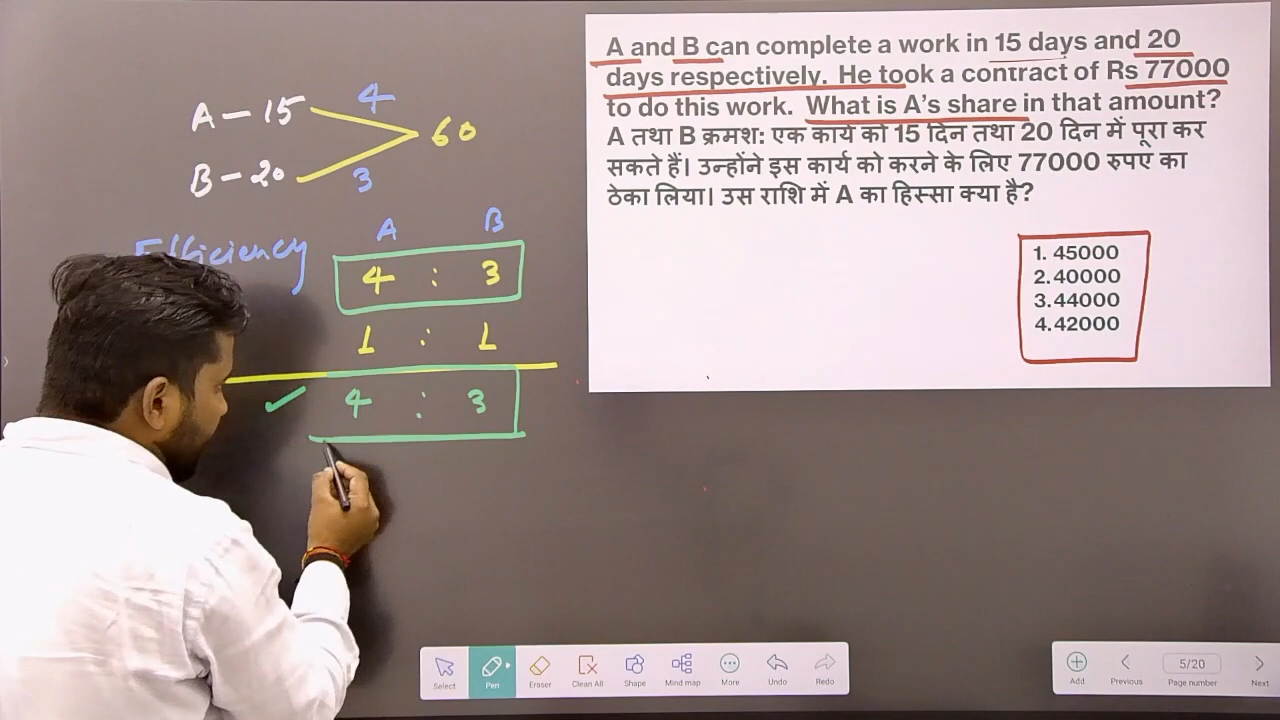 A and B can complete a work in 15 days and 20
days respectively. He took a contract of Rs 77000
to do this work. What is A's share in that amount?
A तथा B क्रमश: एक कार्य को 15 दिन तथा 20 दिन में पूरा कर
सकते हैं। उन्होंने इस कार्य को करने के लिए 77000 रुपए का
ठेका लिया। उस राशि में A का हिस्सा क्या है?
1. 45000
2. 40000
3. 44000
4. 42000
A - 15 4
60
B - 20 3
A B
Efficiency 4 : 3
1 : 1
4 : 3
Select Pen Eraser Clean All Shape Mind map More Undo Redo
Add Previous 5/20 Page number Next